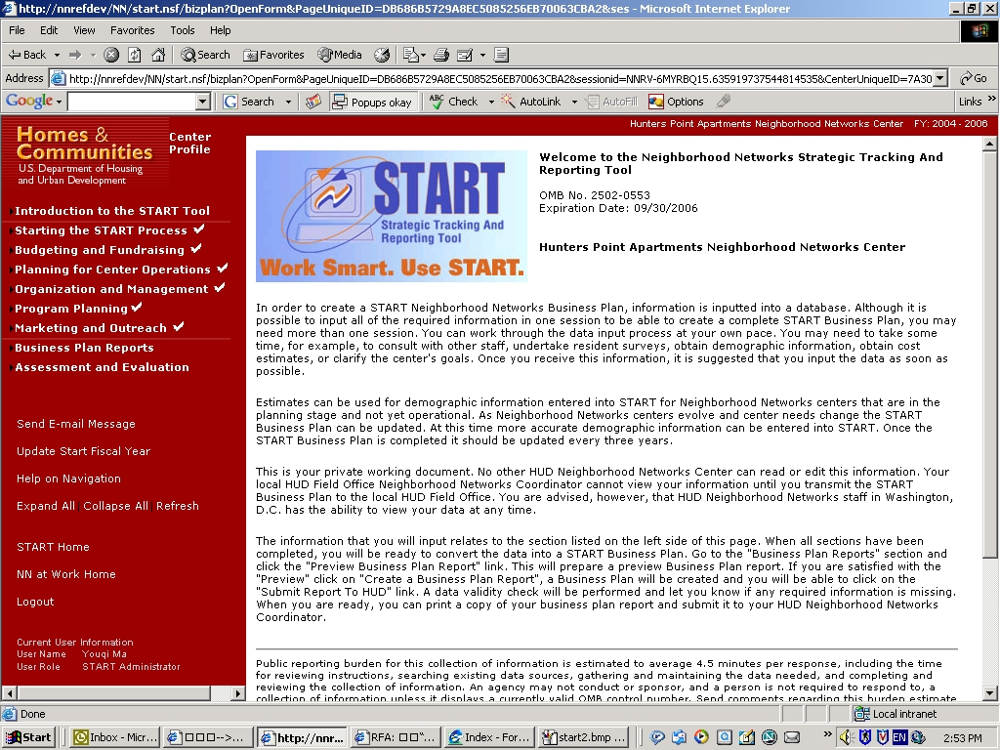 http://nnrefdev/NN/start.nsf/bizplan?OpenForm&PageUniqueID=DB686B5729A8EC5085256EB70063CBA2&ses - Microsoft Internet Explorer
File Edit View Favorites Tools Help
Back Search Favorites Media
Address http://nnrefdev/NN/start.nsf/bizplan?OpenForm&PageUniqueID=DB686B5729A8EC5085256EB70063CBA2&sessionid=NNRV-6MYRBQ15.635919737544814535&CenterUniqueID=7A30 Go
Google Search Popups okay Check AutoLink AutoFill Options Links »
Hunters Point Apartments Neighborhood Networks Center FY: 2004 - 2006
Homes &
Communities
U.S. Department of Housing
and Urban Development
Center
Profile
Introduction to the START Tool
Starting the START Process
Budgeting and Fundraising
Planning for Center Operations
Organization and Management
Program Planning
Marketing and Outreach
Business Plan Reports
Assessment and Evaluation
Send E-mail Message
Update Start Fiscal Year
Help on Navigation
Expand All Collapse All Refresh
START Home
NN at Work Home
Logout
Current User Information
User Name Youqi Ma
User Role START Administrator
START
Strategic Tracking And
Reporting Tool
Work Smart. Use START.
Welcome to the Neighborhood Networks Strategic Tracking And
Reporting Tool
OMB No. 2502-0553
Expiration Date: 09/30/2006
Hunters Point Apartments Neighborhood Networks Center
In order to create a START Neighborhood Networks Business Plan, information is inputted into a database. Although it is
possible to input all of the required information in one session to be able to create a complete START Business Plan, you may
need more than one session. You can work through the data input process at your own pace. You may need to take some
time, for example, to consult with other staff, undertake resident surveys, obtain demographic information, obtain cost
estimates, or clarify the center's goals. Once you receive this information, it is suggested that you input the data as soon as
possible.
Estimates can be used for demographic information entered into START for Neighborhood Networks centers that are in the
planning stage and not yet operational. As Neighborhood Networks centers evolve and center needs change the START
Business Plan can be updated. At this time more accurate demographic information can be entered into START. Once the
START Business Plan is completed it should be updated every three years.
This is your private working document. No other HUD Neighborhood Networks Center can read or edit this information. Your
local HUD Field Office Neighborhood Networks Coordinator cannot view your information until you transmit the START
Business Plan to the local HUD Field Office. You are advised, however, that HUD Neighborhood Networks staff in Washington,
D.C. has the ability to view your data at any time.
The information that you will input relates to the section listed on the left side of this page. When all sections have been
completed, you will be ready to convert the data into a START Business Plan. Go to the "Business Plan Reports" section and
click the "Preview Business Plan Report" link. This will prepare a preview Business Plan report. If you are satisfied with the
"Preview" click on "Create a Business Plan Report", a Business Plan will be created and you will be able to click on the
"Submit Report To HUD" link. A data validity check will be performed and let you know if any required information is missing.
When you are ready, you can print a copy of your business plan report and submit it to your HUD Neighborhood Networks
Coordinator.
Public reporting burden for this collection of information is estimated to average 4.5 minutes per response, including the time
for reviewing instructions, searching existing data sources, gathering and maintaining the data needed, and completing and
reviewing the collection of information. An agency may not conduct or sponsor, and a person is not required to respond to, a
collection of information unless it displays a currently valid OMB control number. Send comments regarding this burden estimate
Done Local intranet
Start Inbox - Micr... □□□-->... http://nnr... RFA: □□“... Index - For... start2.bmp ... » EN 2:53 PM